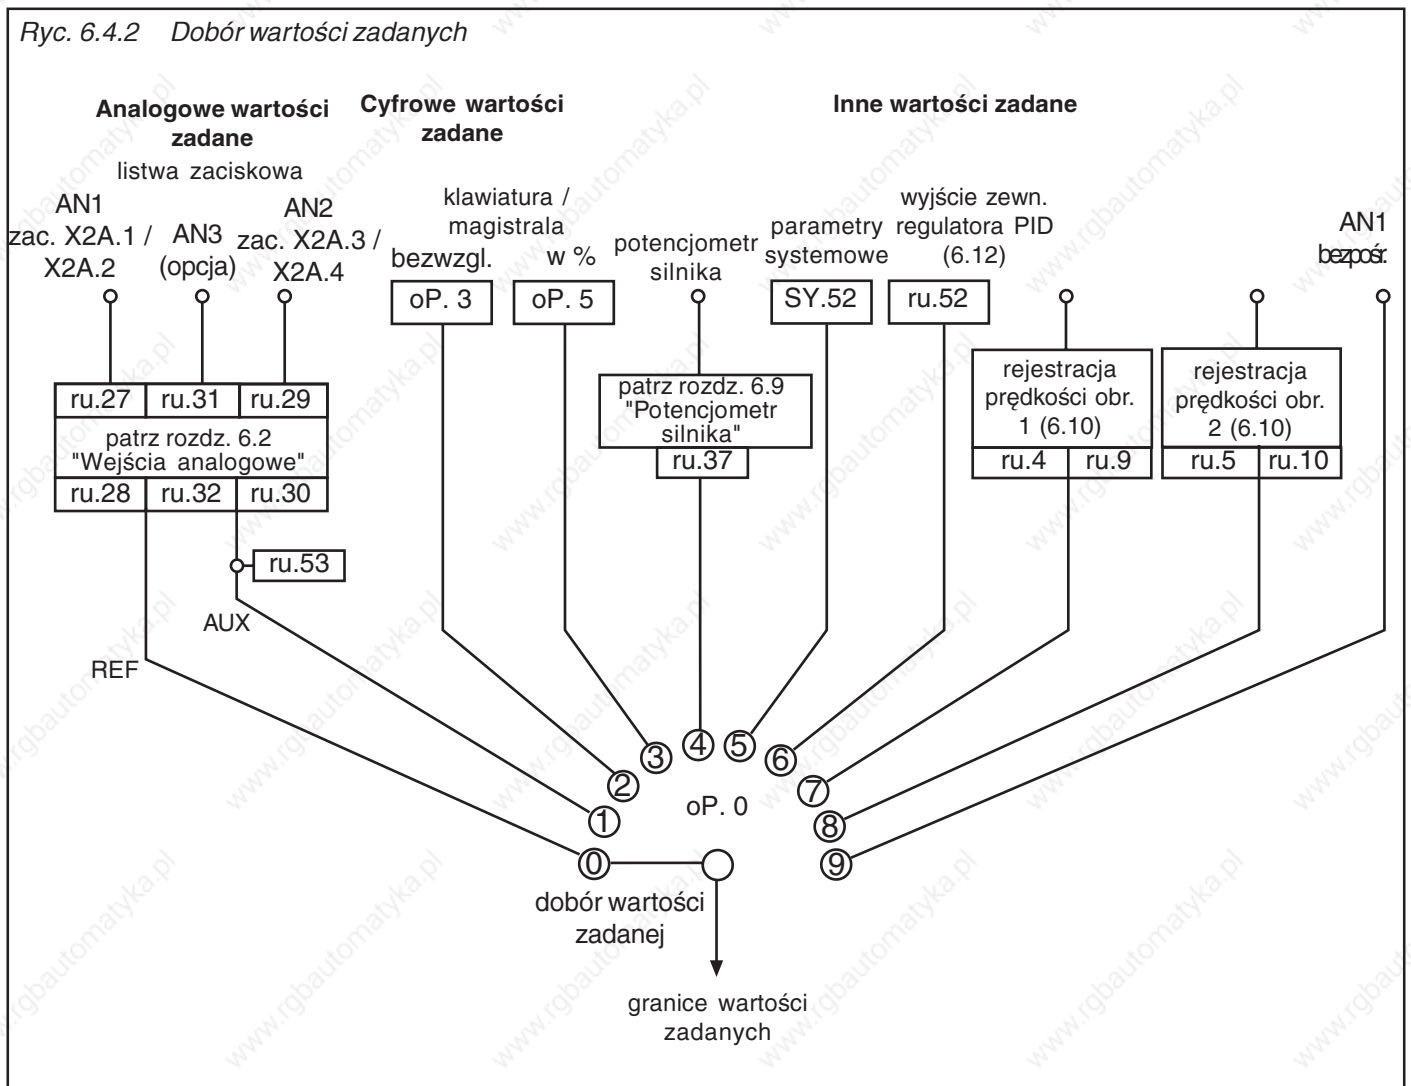 Ryc. 6.4.2 Dobór wartości zadanych
Analogowe wartości
zadane
listwa zaciskowa
AN1
zac. X2A.1 /
X2A.2
AN3
(opcja)
AN2
zac. X2A.3 /
X2A.4
Cyfrowe wartości
zadane
klawiatura /
magistrala
bezwzgl.
w %
oP. 3
oP. 5
Inne wartości zadane
potencjometr
silnika
parametry
systemowe
SY.52
wyjście zewn.
regulatora PID
(6.12)
ru.52
AN1
bezpośr.
ru.27
ru.31
ru.29
patrz rozdz. 6.2
"Wejścia analogowe"
ru.28
ru.32
ru.30
ru.53
AUX
REF
patrz rozdz. 6.9
"Potencjometr
silnika"
ru.37
rejestracja
prędkości obr.
1 (6.10)
ru.4
ru.9
rejestracja
prędkości obr.
2 (6.10)
ru.5
ru.10
0
1
2
3
4
5
6
7
8
9
oP. 0
dobór wartości
zadanej
granice wartości
zadanych
www.rgbautomatyka.pl